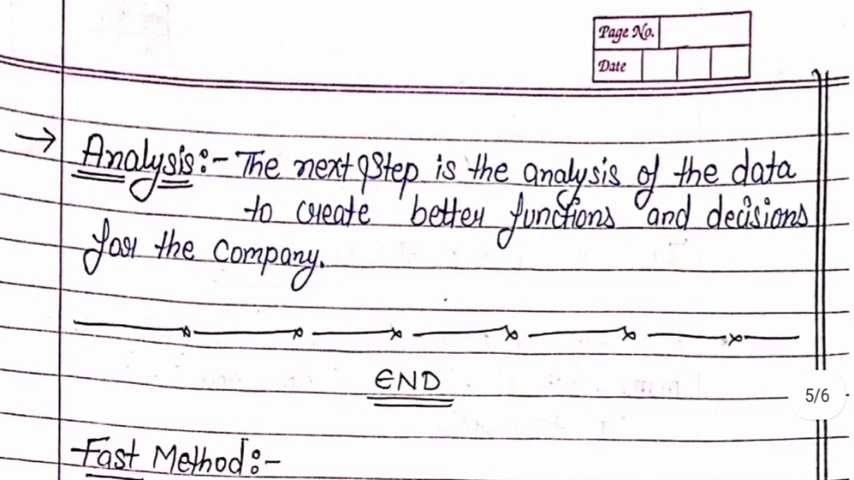 Page No.
Date
→ Analysis:- The next Step is the analysis of the data
to create better functions and decisions
for the company.
END
5/6
Fast Method:-